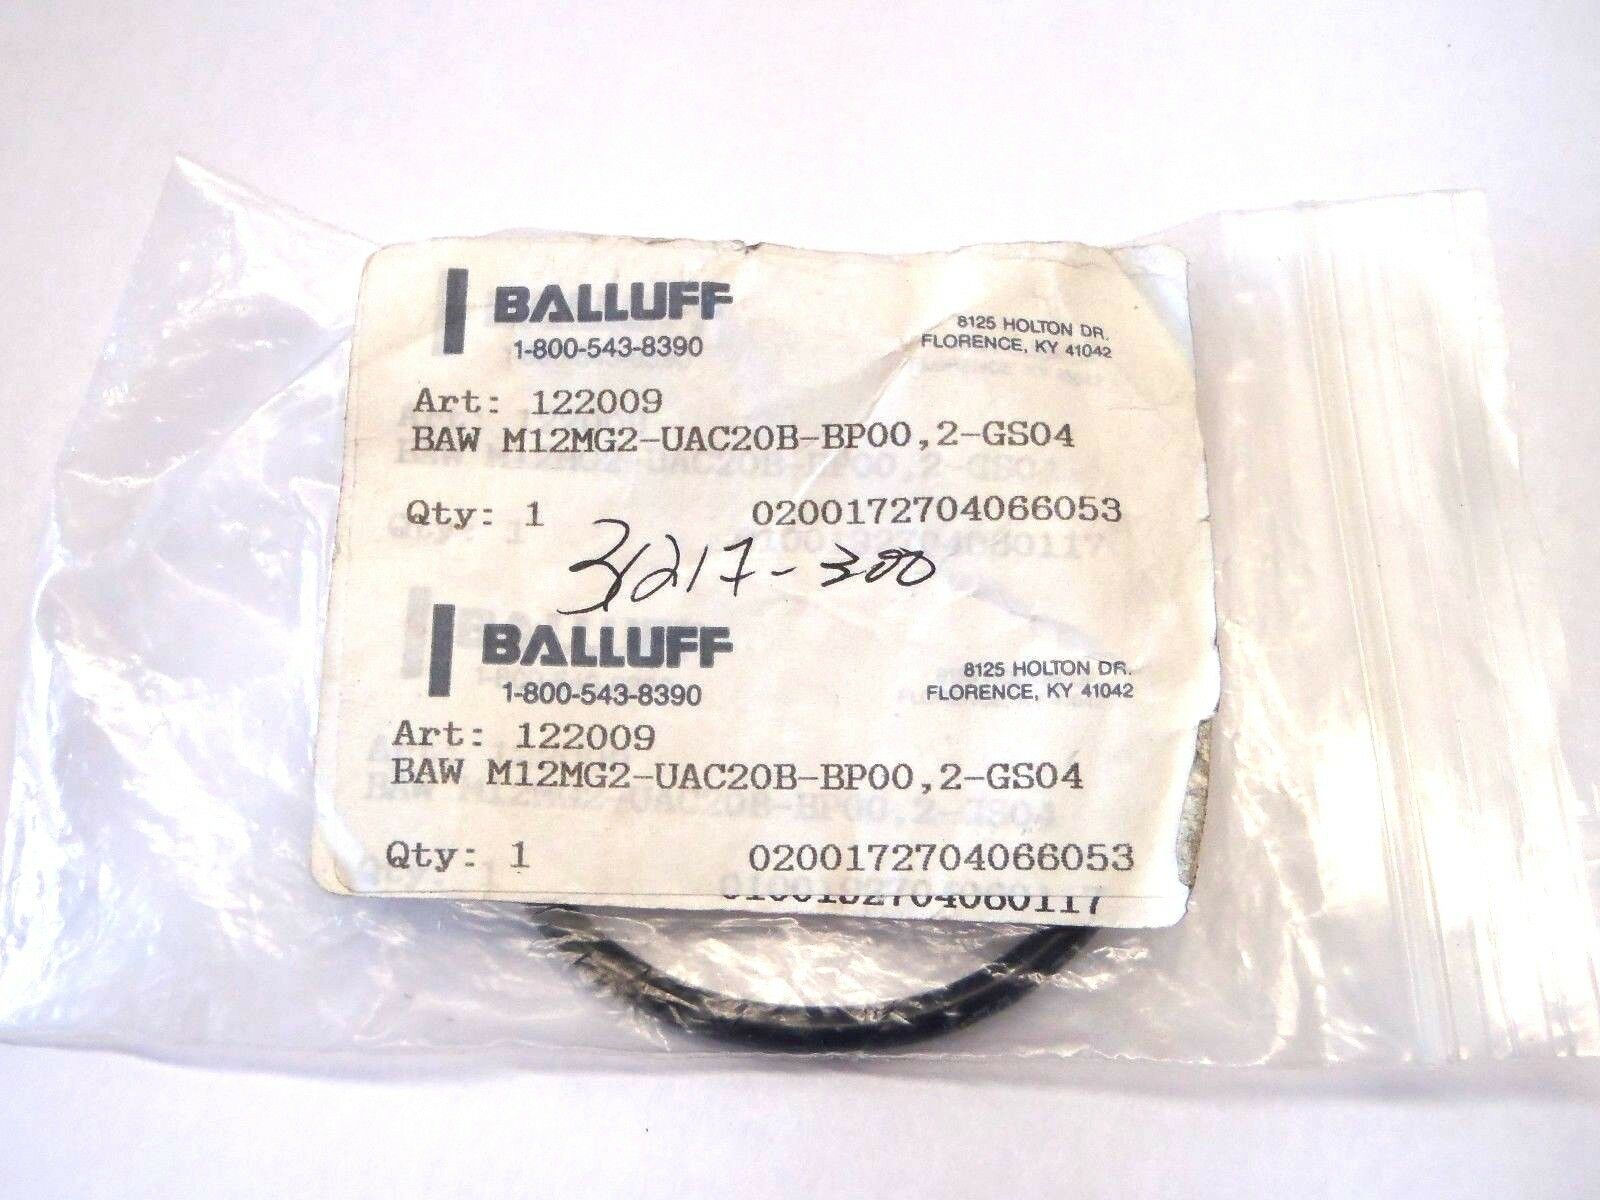 BALLUFF
1-800-543-8390
8125 HOLTON DR.
FLORENCE, KY 41042
Art: 122009
BAW M12MG2-UAC20B-BP00,2-GS04
Qty: 1 0200172704066053
31217-300
BALLUFF
1-800-543-8390
8125 HOLTON DR.
FLORENCE, KY 41042
Art: 122009
BAW M12MG2-UAC20B-BP00,2-GS04
Qty: 1 0200172704066053